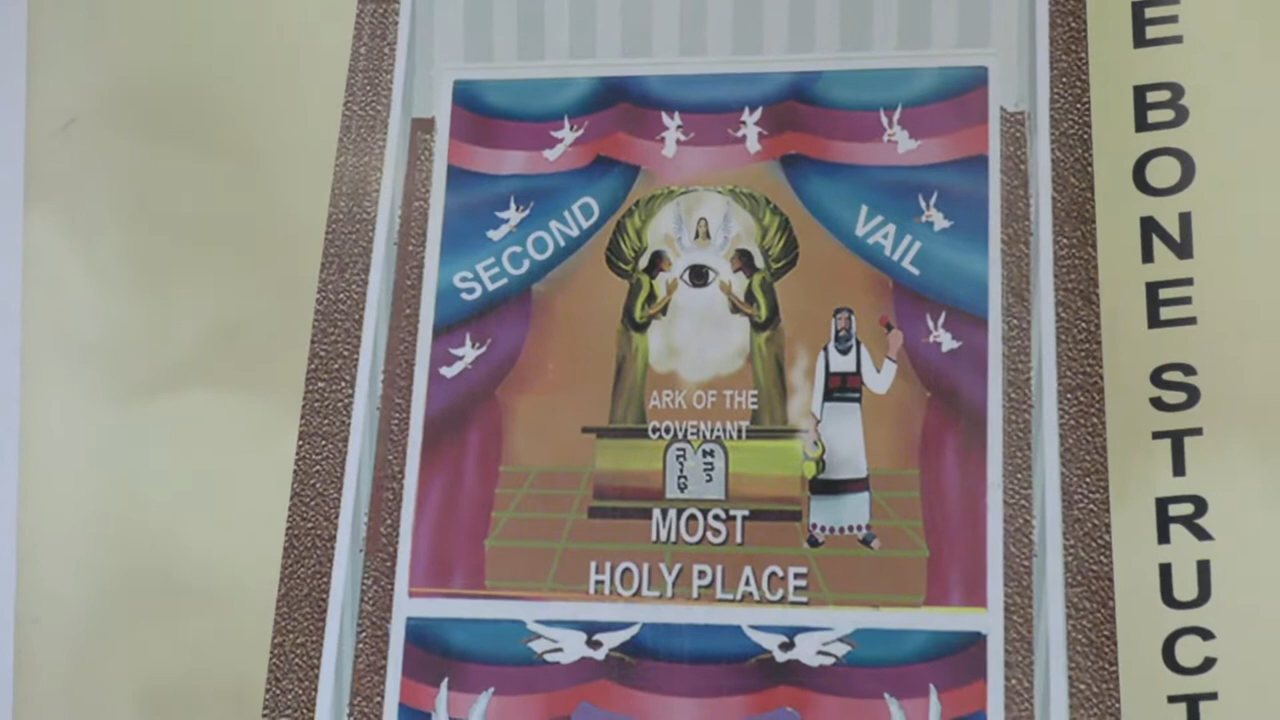 SECOND
VAIL
ARK OF THE
COVENANT
MOST
HOLY PLACE
E BONE STRUCT